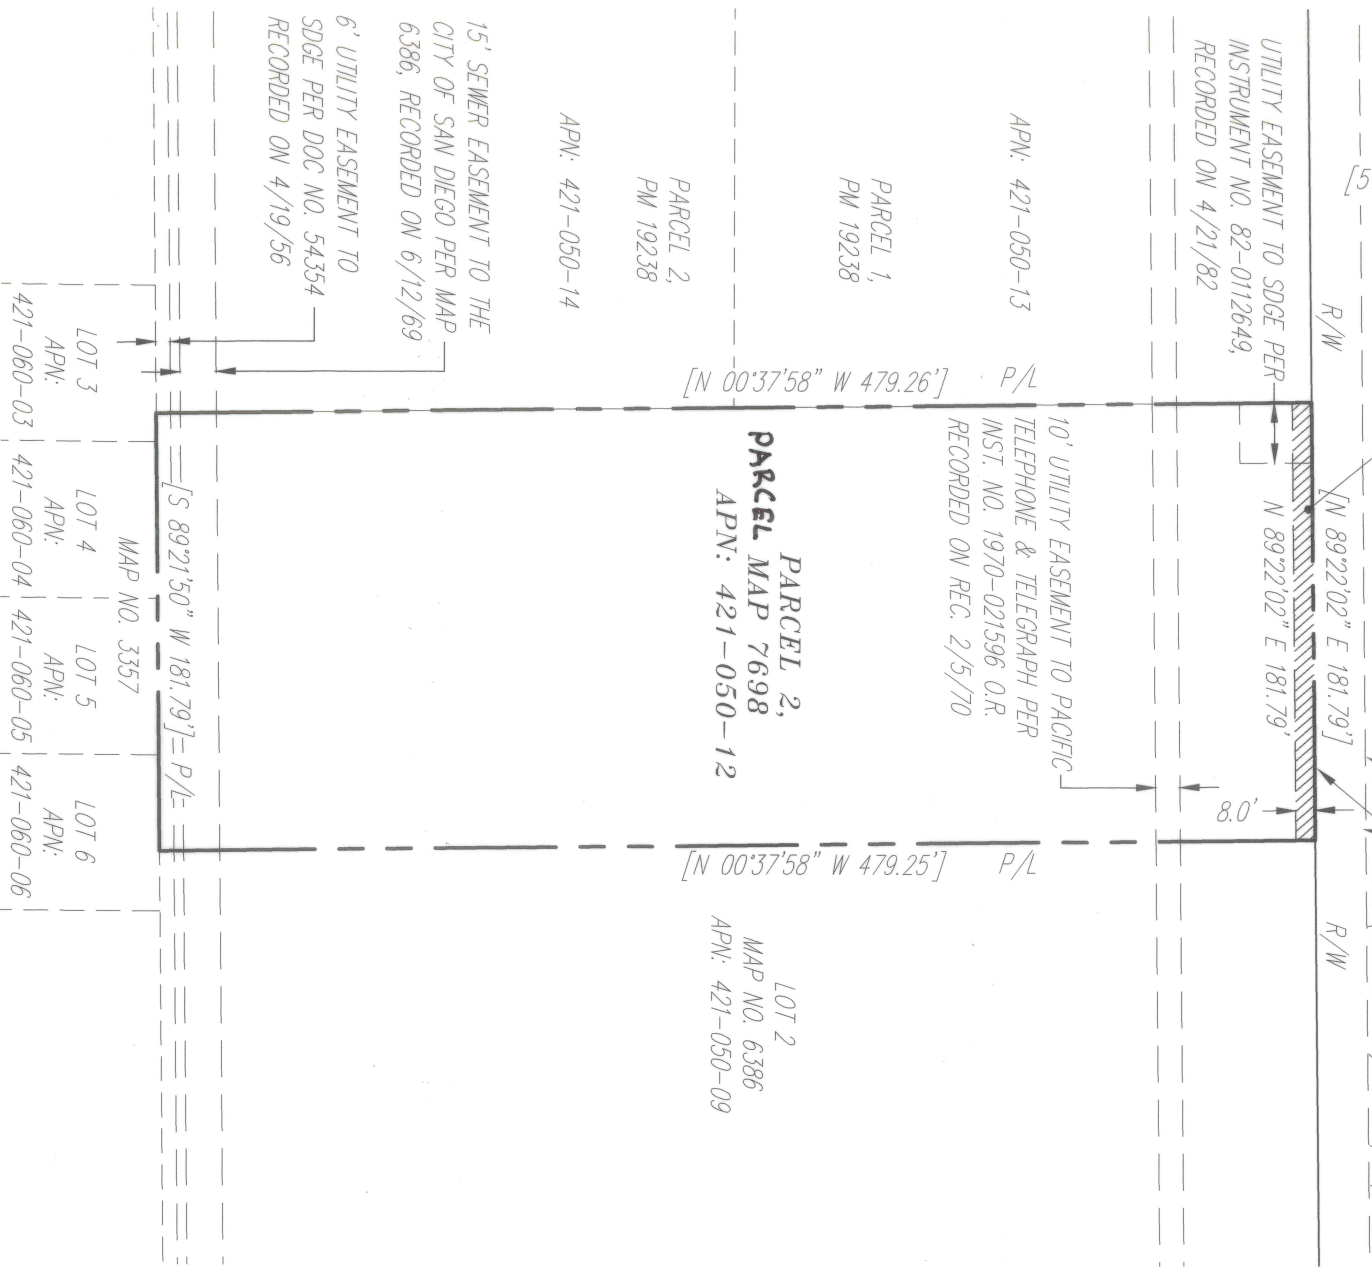 [5
R/W
[N 89°22'02" E 181.79']
R/W
UTILITY EASEMENT TO SDGE PER
INSTRUMENT NO. 82-0112649,
RECORDED ON 4/21/82
N 89°22'02" E 181.79'
8.0'
APN: 421-050-13
PARCEL 1,
PM 19238
P/L
[N 00°37'58" W 479.26']
10' UTILITY EASEMENT TO PACIFIC
TELEPHONE & TELEGRAPH PER
INST. NO. 1970-021596 O.R.
RECORDED ON REC. 2/5/70
P/L
[N 00°37'58" W 479.25']
PARCEL 2,
PM 19238
APN: 421-050-14
PARCEL 2,
PARCEL MAP 7698
APN: 421-050-12
LOT 2
MAP NO. 6386
APN: 421-050-09
15' SEWER EASEMENT TO THE
CITY OF SAN DIEGO PER MAP
6386, RECORDED ON 6/12/69
6' UTILITY EASEMENT TO
SDGE PER DOC NO. 54354
RECORDED ON 4/19/56
[S 89°21'50" W 181.79'] P/L
MAP NO. 3357
LOT 3
APN:
421-060-03
LOT 4
APN:
421-060-04
LOT 5
APN:
421-060-05
LOT 6
APN:
421-060-06